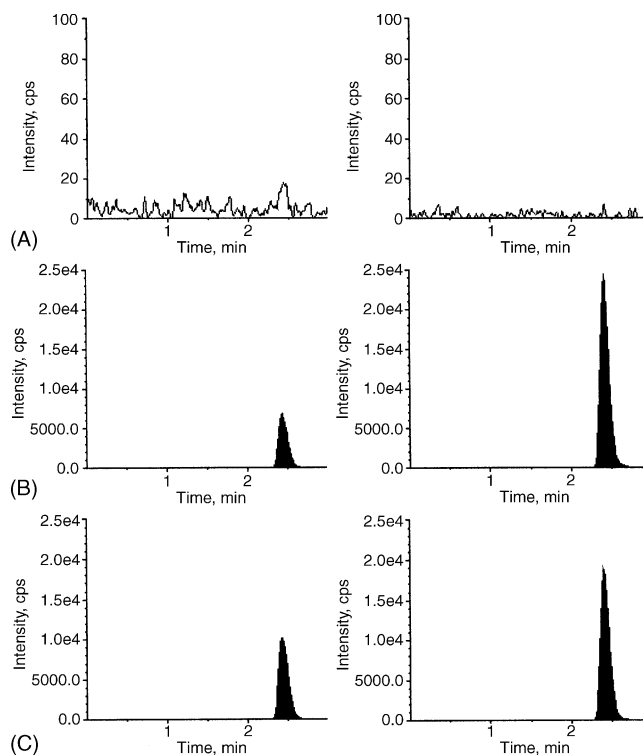 100
80
60
40
20
0
Intensity, cps
1
2
Time, min
100
80
60
40
20
0
Intensity, cps
1
2
Time, min
(A)
2.5e4
2.0e4
1.5e4
1.0e4
5000.0
0.0
Intensity, cps
1
2
Time, min
2.5e4
2.0e4
1.5e4
1.0e4
5000.0
0.0
Intensity, cps
1
2
Time, min
(B)
2.5e4
2.0e4
1.5e4
1.0e4
5000.0
0.0
Intensity, cps
1
2
Time, min
2.5e4
2.0e4
1.5e4
1.0e4
5000.0
0.0
Intensity, cps
1
2
Time, min
(C)